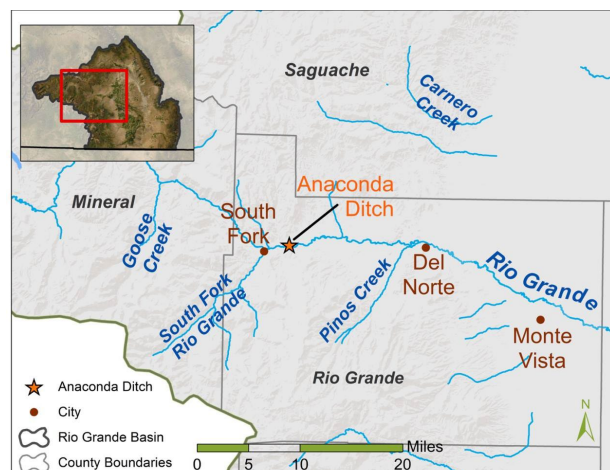 Saguache
Carnero
Creek
Mineral
Anaconda
Ditch
South
Fork
Goose
Creek
Del
Norte
Rio Grande
South Fork
Rio Grande
Pinos Creek
Monte
Vista
Rio Grande
N
Anaconda Ditch
City
Rio Grande Basin
County Boundaries
Miles
0 5 10 20